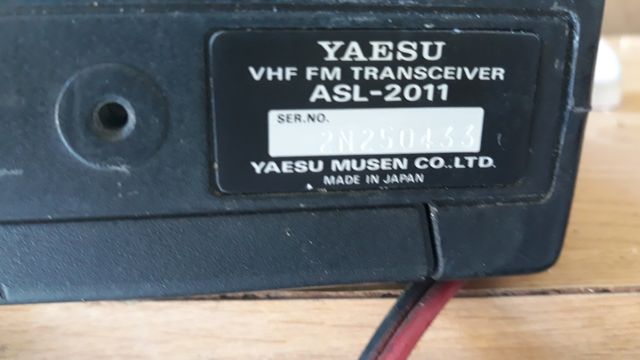 YAESU
VHF FM TRANSCEIVER
ASL-2011
SER.NO.
2N250433
YAESU MUSEN CO.,LTD.
MADE IN JAPAN